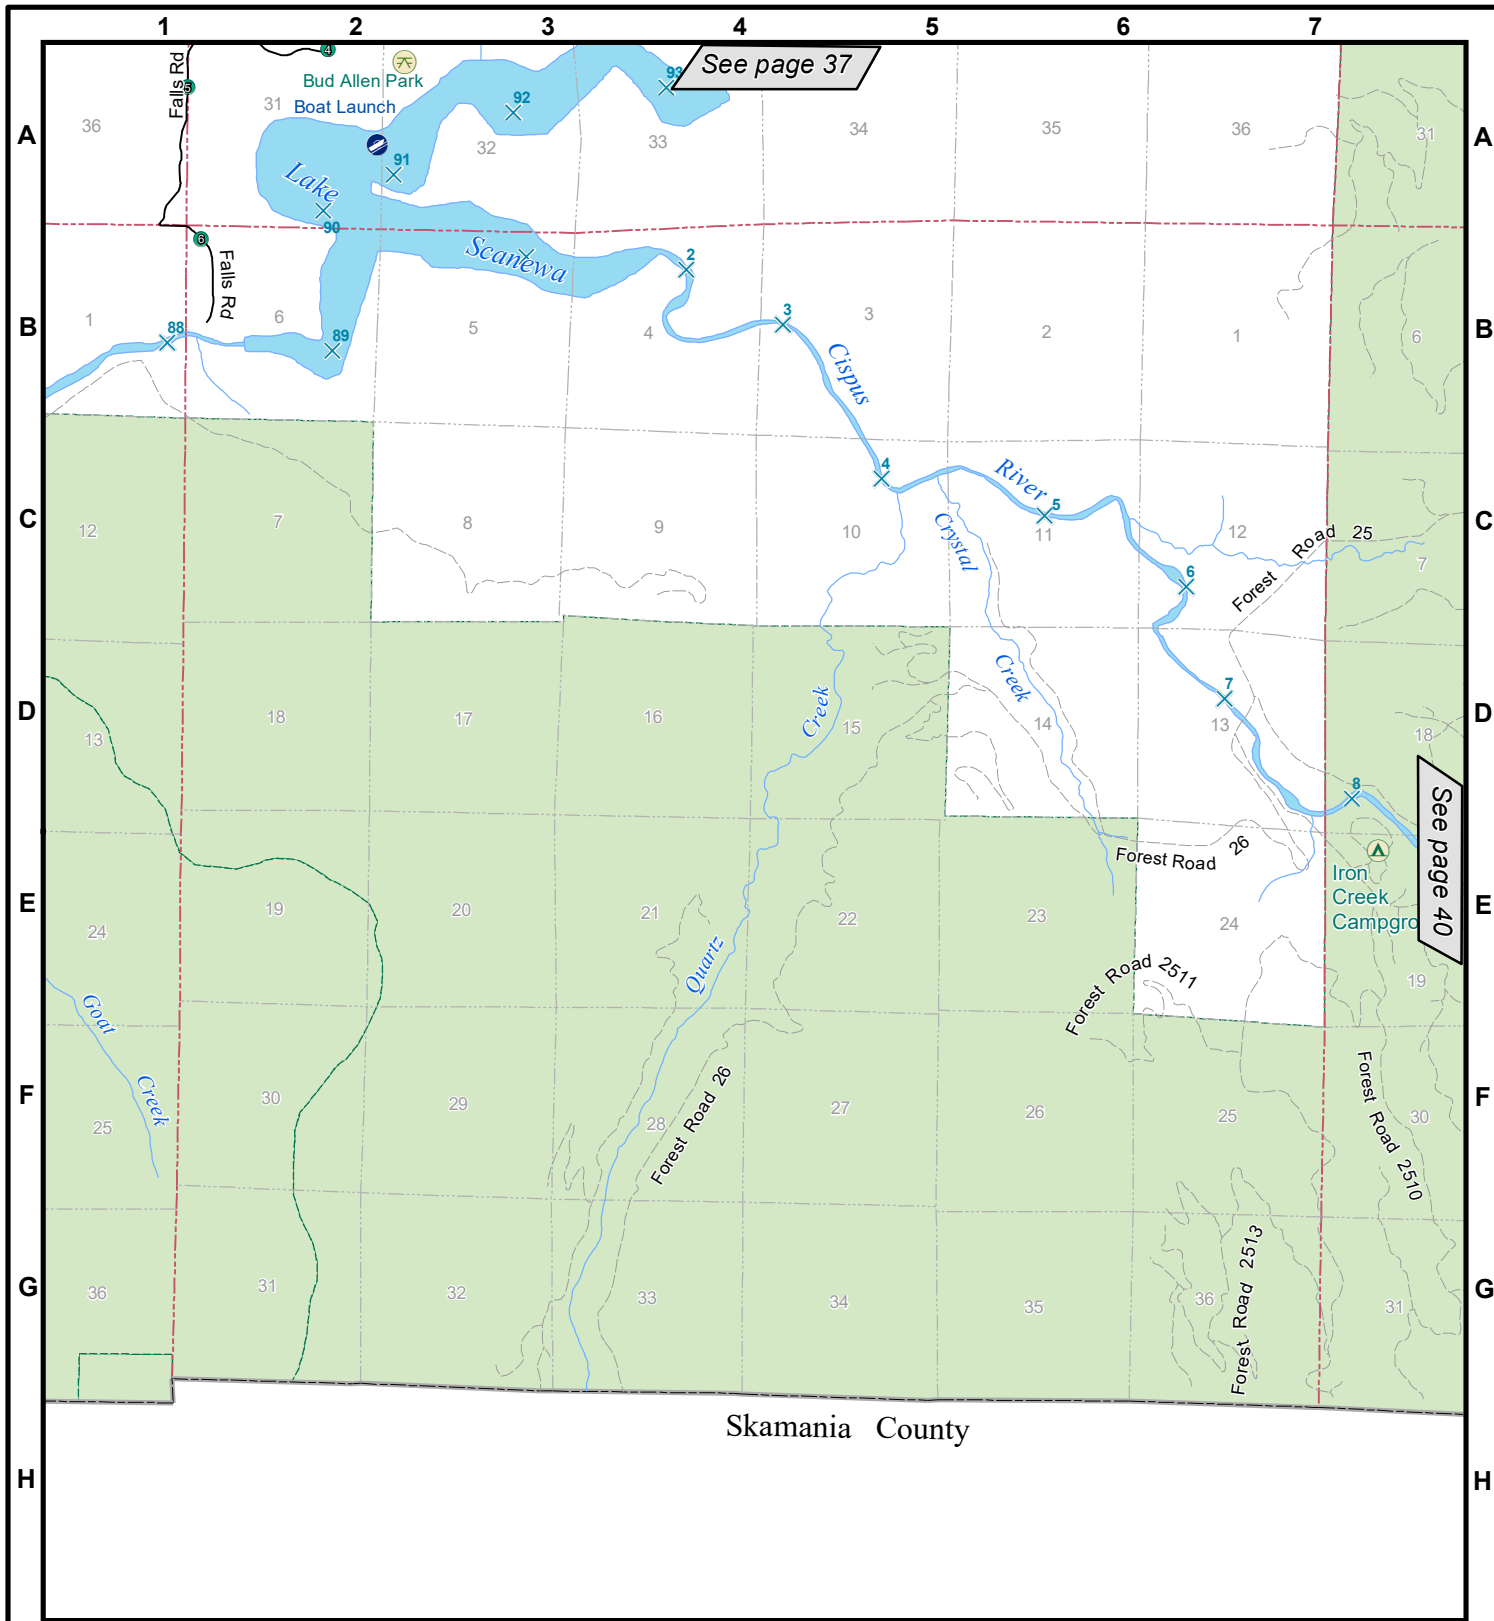 1 2 3 4 5 6 7
4
See page 37
Falls Rd
5
Bud Allen Park
Boat Launch
93
92
31
36
32
33
34
35
36
31
A
A
91
Lake
90
6
Falls Rd
Scanewa
2
3
88
89
1
6
5
4
3
2
1
6
B
B
Cispus
4
River
5
12
7
8
9
10
11
12
7
C
C
Crystal
Forest Road 25
6
Creek
7
Creek
13
18
17
16
15
14
13
18
D
D
8
See page 40
Forest Road 26
Iron
Creek
Campgro
24
19
20
21
22
23
24
19
E
E
Quartz
Forest Road 2511
Goat
Creek
25
30
29
28
27
26
25
30
F
F
Forest Road 26
Forest Road 2510
36
31
32
33
34
35
36
31
G
G
Forest Road 2513
Skamania County
H
H